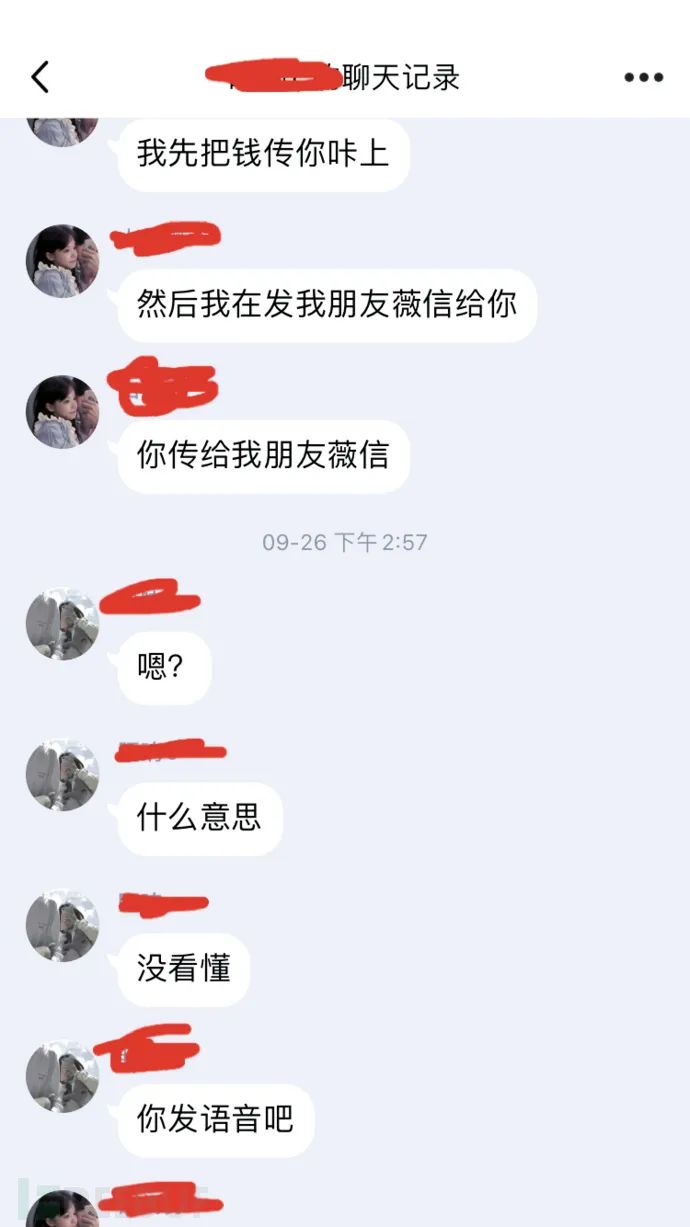 聊天记录
我先把钱传你咔上
然后我在发我朋友薇信给你
你传给我朋友薇信
09-26 下午2:57
嗯?
什么意思
没看懂
你发语音吧